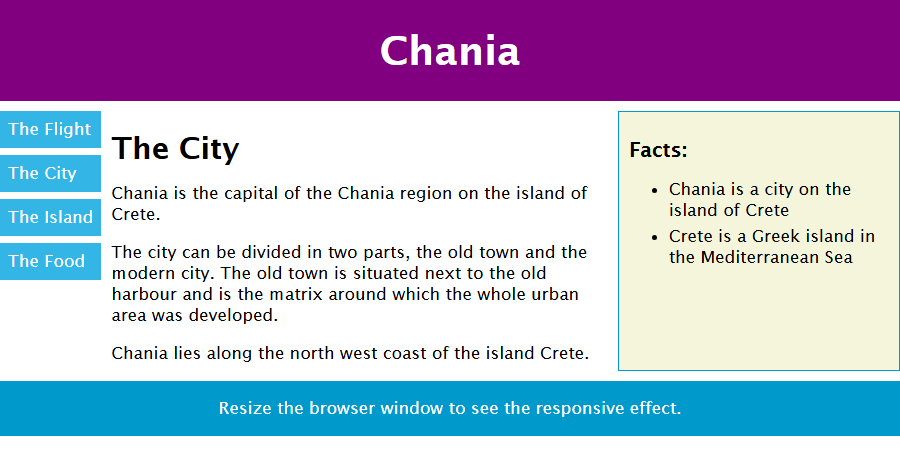 Chania
The Flight
The City
The Island
The Food
The City
Chania is the capital of the Chania region on the island of
Crete.
The city can be divided in two parts, the old town and the
modern city. The old town is situated next to the old
harbour and is the matrix around which the whole urban
area was developed.
Chania lies along the north west coast of the island Crete.
Facts:
• Chania is a city on the
island of Crete
• Crete is a Greek island in
the Mediterranean Sea
Resize the browser window to see the responsive effect.